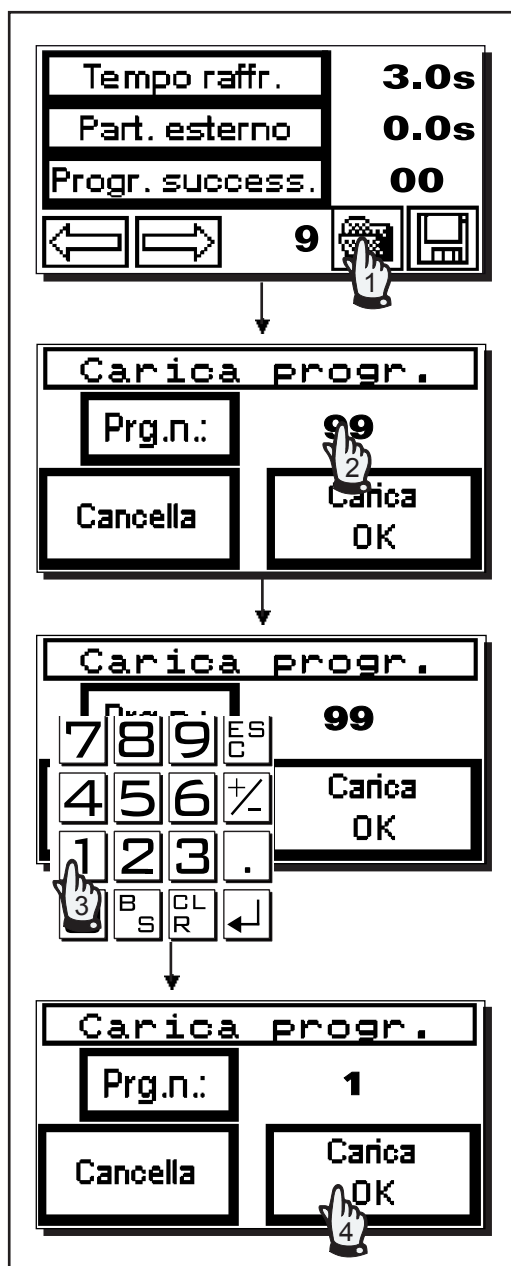 Tempo raffr. 3.0s
Part. esterno 0.0s
Progr. success. 00
9
1
Carica progr.
Prg.n.: 99
2
Cancella Carica OK
Carica progr.
99
7 8 9 ESC
4 5 6 +/-
Carica OK
1 2 3 .
3 BS CLR ↵
Carica progr.
Prg.n.: 1
Cancella Carica OK
4